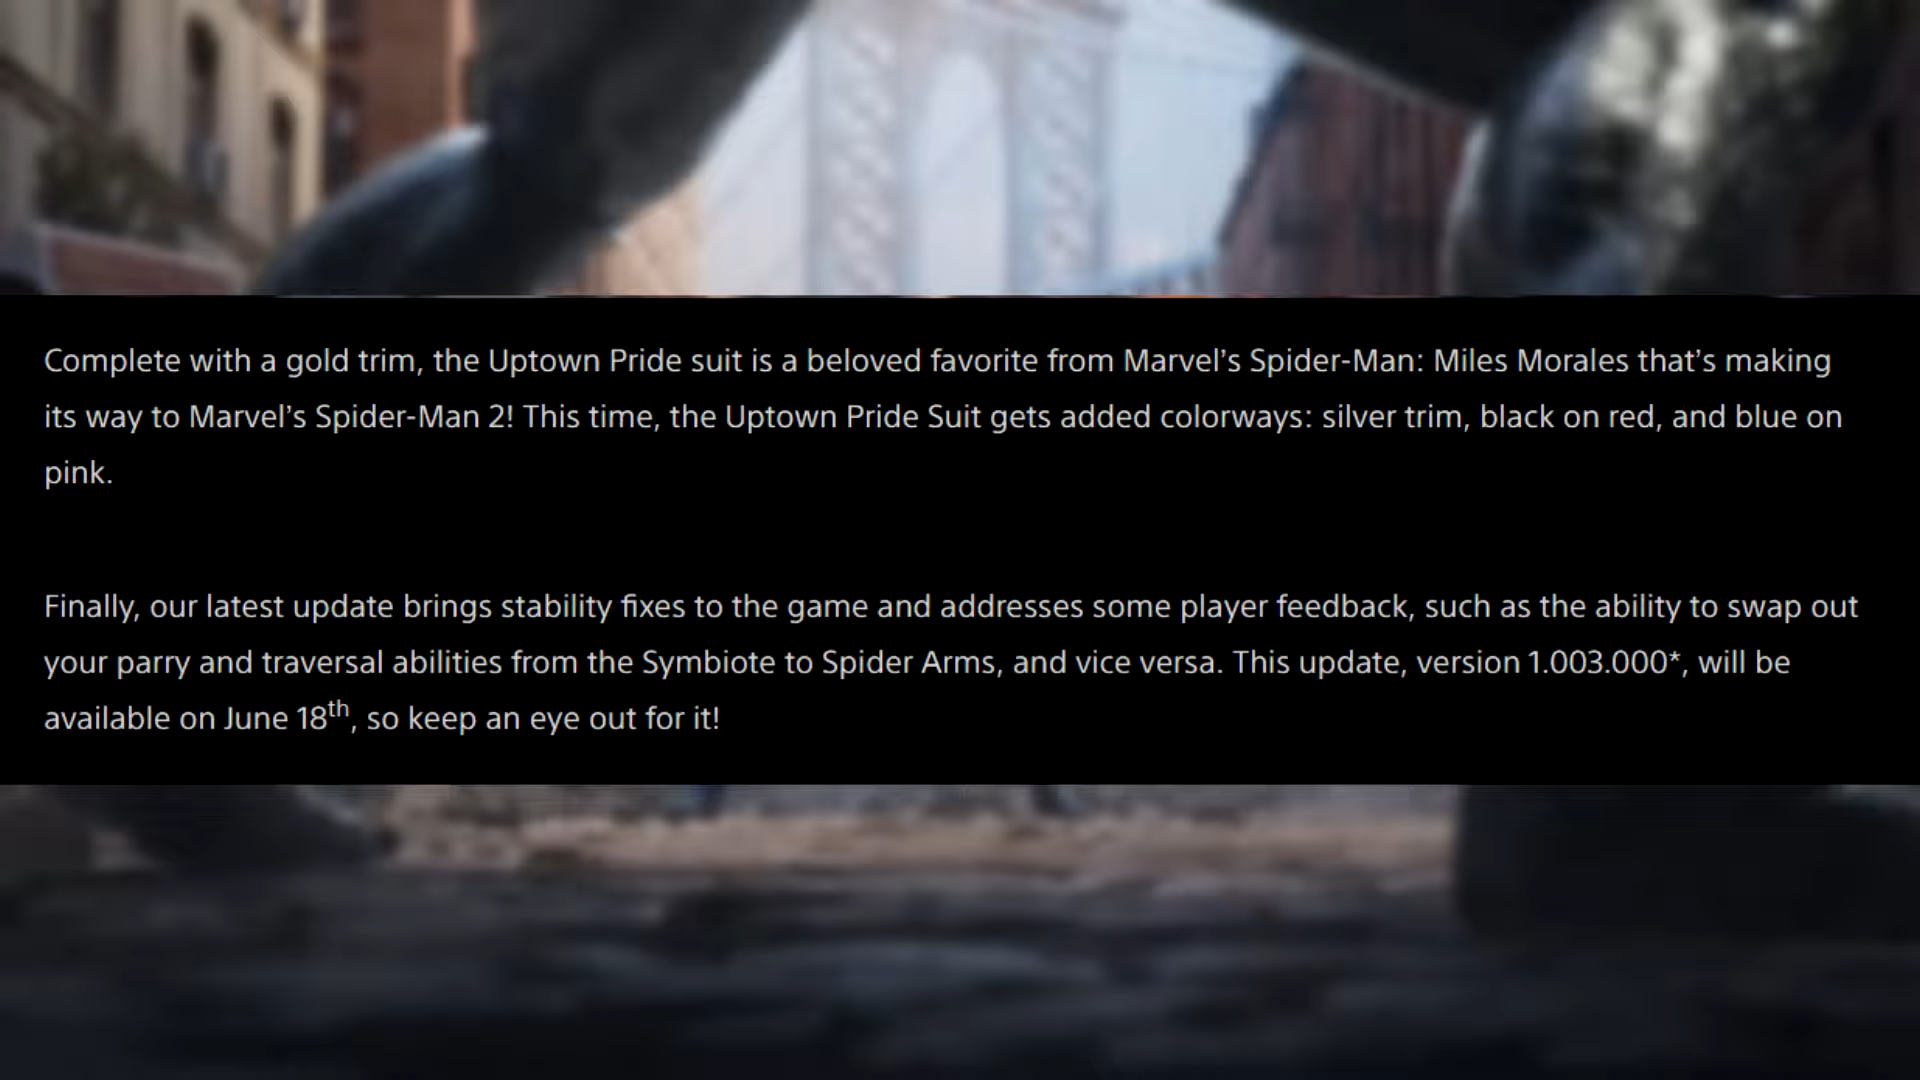 Complete with a gold trim, the Uptown Pride suit is a beloved favorite from Marvel’s Spider-Man: Miles Morales that’s making
its way to Marvel’s Spider-Man 2! This time, the Uptown Pride Suit gets added colorways: silver trim, black on red, and blue on
pink.
Finally, our latest update brings stability fixes to the game and addresses some player feedback, such as the ability to swap out
your parry and traversal abilities from the Symbiote to Spider Arms, and vice versa. This update, version 1.003.000*, will be
available on June 18th, so keep an eye out for it!